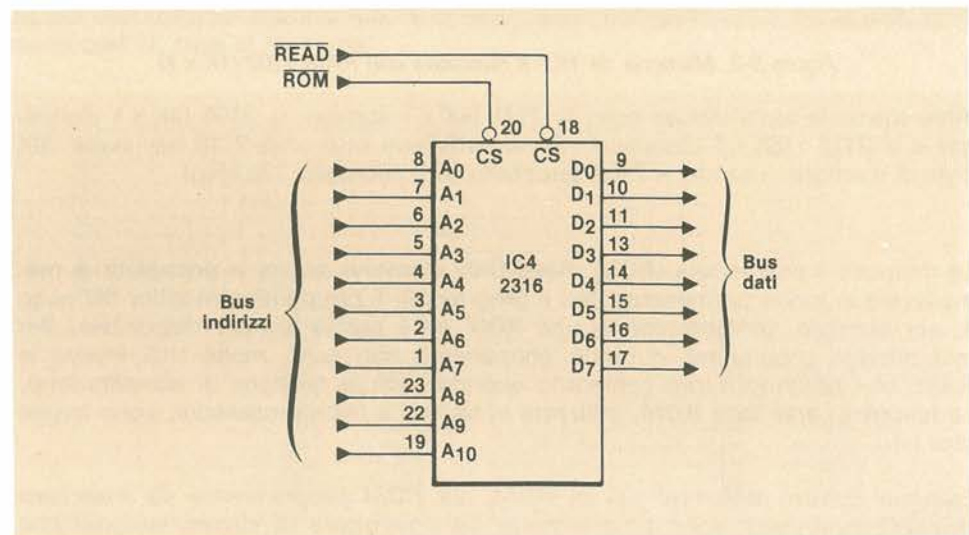 READ
ROM
20 18
CS CS
8 A0 D0 9
7 A1 D1 10
6 A2 D2 11
5 A3 D3 13
4 A4 D4 14
3 A5 D5 15
2 A6 D6 16
1 A7 D7 17
23 A8
22 A9
19 A10
IC4
2316
Bus
indirizzi
Bus
dati